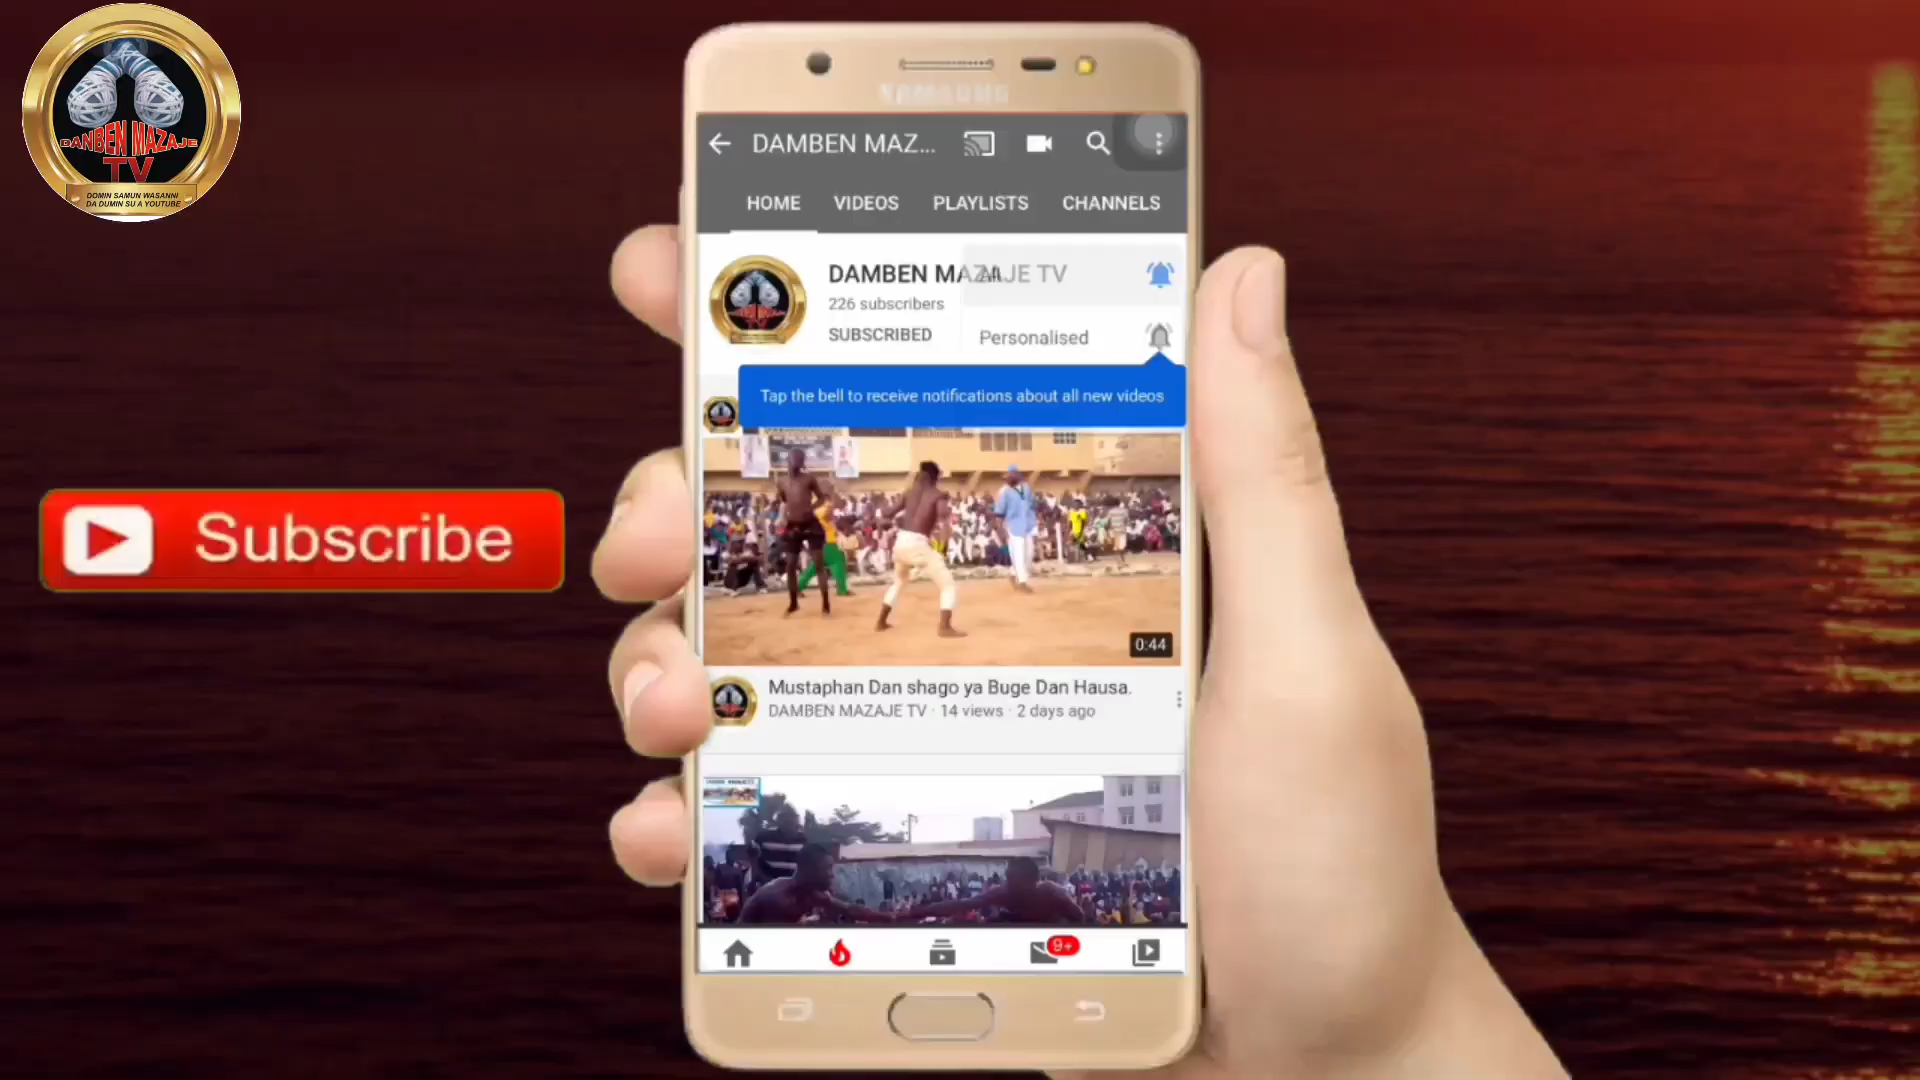 DANBEN MAZAJE
TV
DOMIN SAMUN WASANNI
DA DUMIN SU A YOUTUBE
Subscribe
SAMSUNG
DAMBEN MAZ...
HOME VIDEOS PLAYLISTS CHANNELS
DAMBEN MAZAJE TV
All
226 subscribers
SUBSCRIBED
Personalised
Tap the bell to receive notifications about all new videos
0:44
Mustaphan Dan shago ya Buge Dan Hausa.
DAMBEN MAZAJE TV · 14 views · 2 days ago
9+